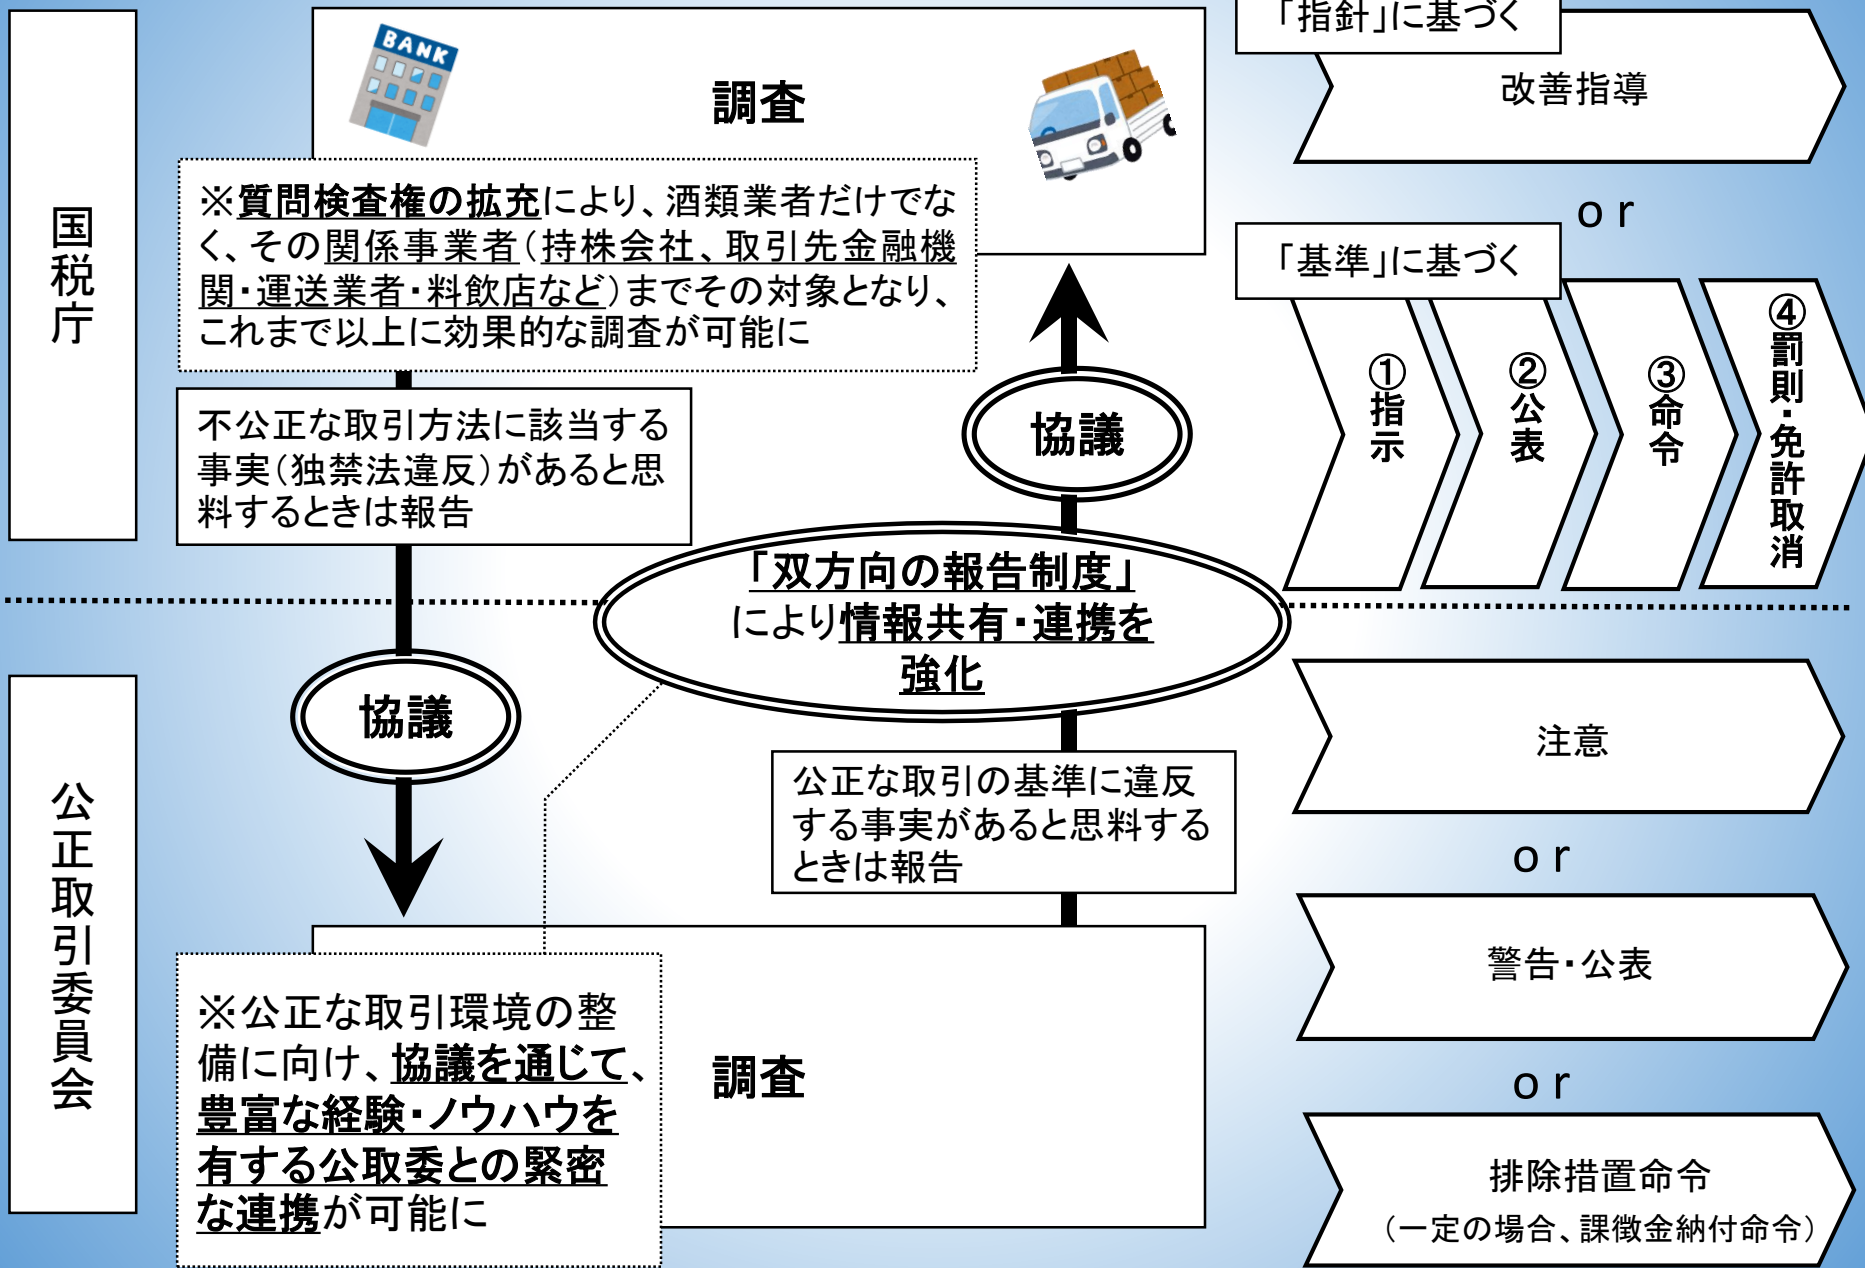 国税庁
BANK
調査
※質問検査権の拡充により、酒類業者だけでな
く、その関係事業者（持株会社、取引先金融機
関・運送業者・料飲店など）までその対象となり、
これまで以上に効果的な調査が可能に
不公正な取引方法に該当する
事実（独禁法違反）があると思
料するときは報告
協議
「指針」に基づく
改善指導
or
「基準」に基づく
①指示
②公表
③命令
④罰則・免許取消
「双方向の報告制度」
により情報共有・連携を
強化
公正取引委員会
協議
公正な取引の基準に違反
する事実があると思料する
ときは報告
※公正な取引環境の整
備に向け、協議を通じて、
豊富な経験・ノウハウを
有する公取委との緊密
な連携が可能に
調査
注意
or
警告・公表
or
排除措置命令
（一定の場合、課徴金納付命令）